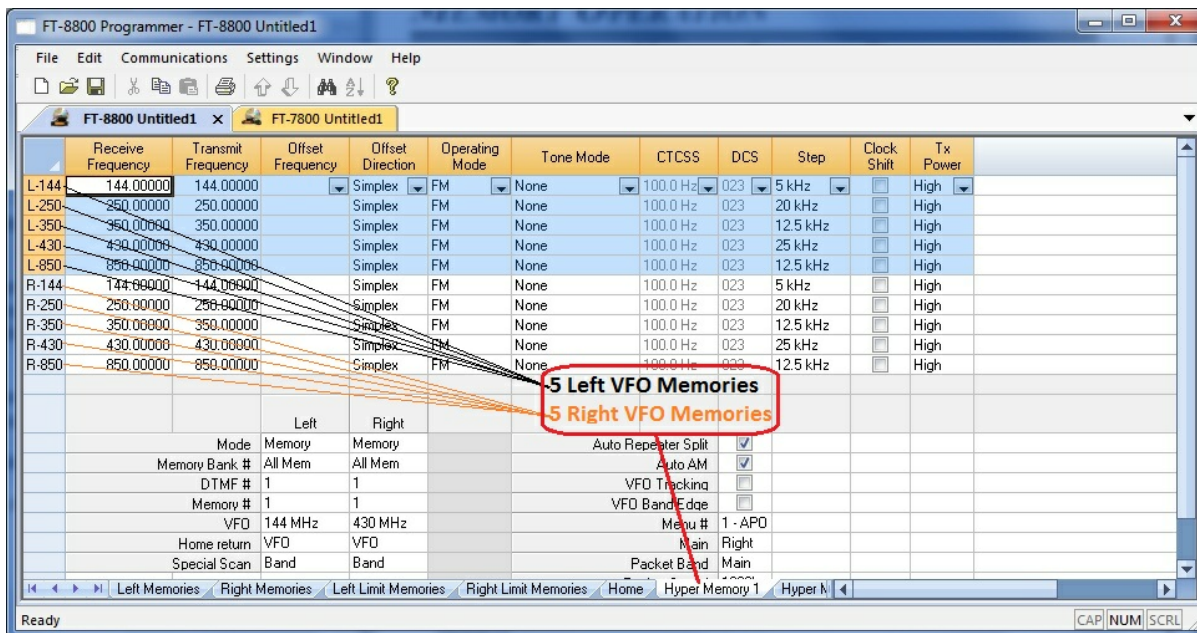 FT-8800 Programmer - FT-8800 Untitled1
File Edit Communications Settings Window Help
FT-8800 Untitled1 x FT-7800 Untitled1
Receive Frequency Transmit Frequency Offset Frequency Offset Direction Operating Mode Tone Mode CTCSS DCS Step Clock Shift Tx Power
L-144 144.00000 144.00000 Simplex FM None 100.0 Hz 023 5 kHz High
L-250 250.00000 250.00000 Simplex FM None 100.0 Hz 023 20 kHz High
L-350 350.00000 350.00000 Simplex FM None 100.0 Hz 023 12.5 kHz High
L-430 430.00000 430.00000 Simplex FM None 100.0 Hz 023 25 kHz High
L-850 850.00000 850.00000 Simplex FM None 100.0 Hz 023 12.5 kHz High
R-144 144.00000 144.00000 Simplex FM None 100.0 Hz 023 5 kHz High
R-250 250.00000 250.00000 Simplex FM None 100.0 Hz 023 20 kHz High
R-350 350.00000 350.00000 Simplex FM None 100.0 Hz 023 12.5 kHz High
R-430 430.00000 430.00000 Simplex FM None 100.0 Hz 023 25 kHz High
R-850 850.00000 850.00000 Simplex FM None 100.0 Hz 023 12.5 kHz High
5 Left VFO Memories
5 Right VFO Memories
Left Right
Mode Memory Memory Auto Repeater Split
Memory Bank # All Mem All Mem Auto AM
DTMF # 1 1 VFO Tracking
Memory # 1 1 VFO Band Edge
VFO 144 MHz 430 MHz Menu # 1 - APO
Home return VFO VFO Main Right
Special Scan Band Band Packet Band Main
Left Memories Right Memories Left Limit Memories Right Limit Memories Home Hyper Memory 1 Hyper
Ready CAP NUM SCRL